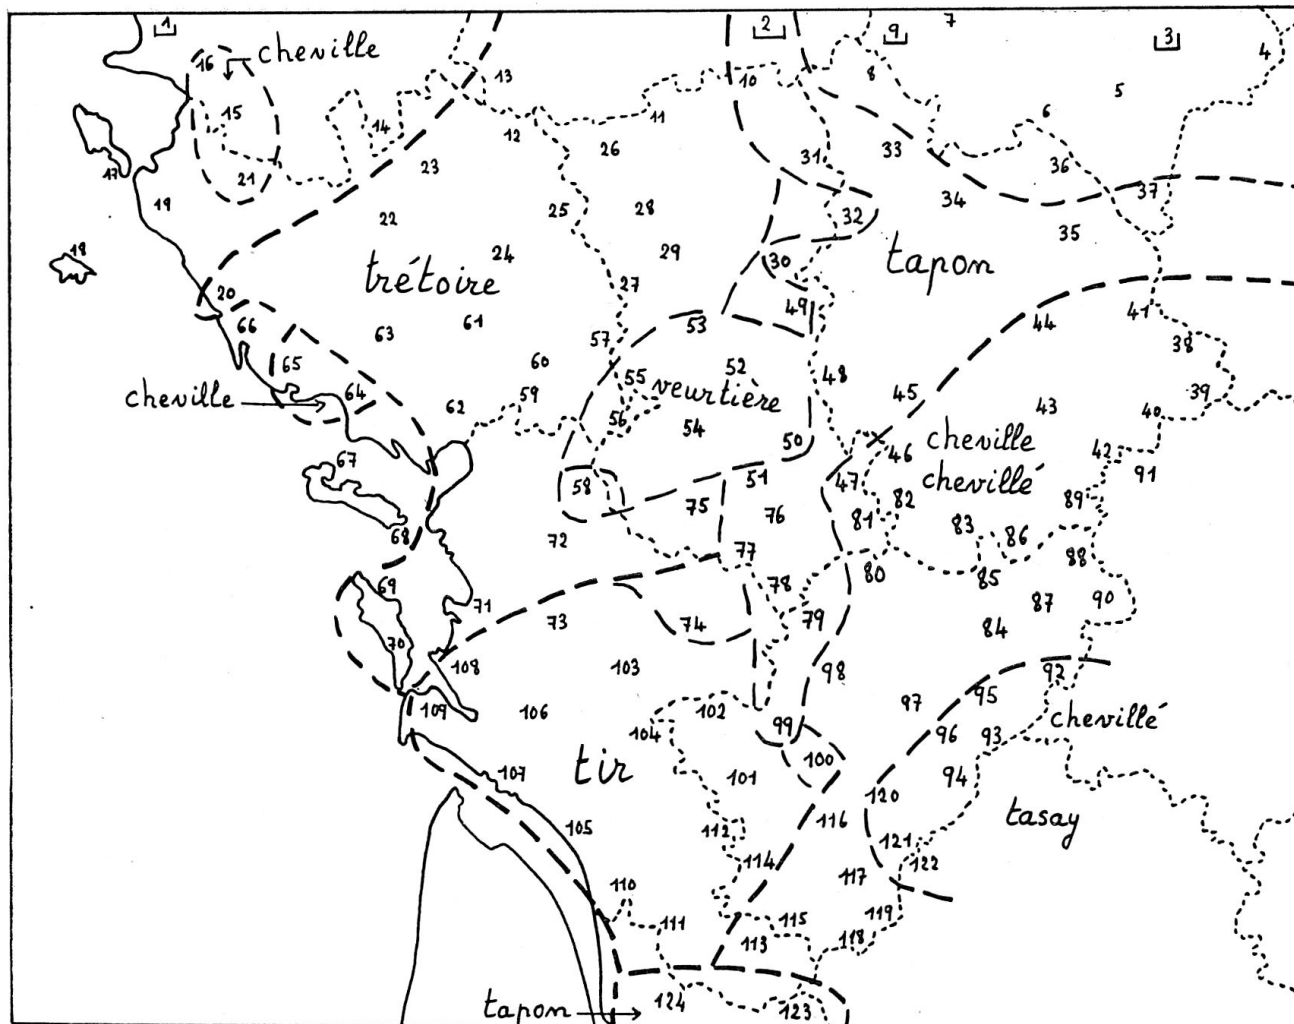 1 2 9 7 3
cheville
16 13 10 8 4
15 14 12 11 6 5
17 21 23 26 31 33 36
19 22 25 28 32 34 37
18 24 29 30 tapon 35
trétoire
20 27 49 41
66 63 61 57 53 44 38
65 60 55 52 48
cheville 64 62 59 veurtière 45 43 40 39
56 54 50 cheville
67 46 42
58 51 47 chevillé 91
68 75 76 81 82 83 86 89
72 77 80 85 88
69 71 73 74 78 79 84 87 90
70 108 103 98 92
109 106 102 99 97 95 chevillé
104 100 96 93
tir
107 101 94
105 112 116 120 tasay
114 121
110 117 122
111 113 115 118 119
tapon 124 123